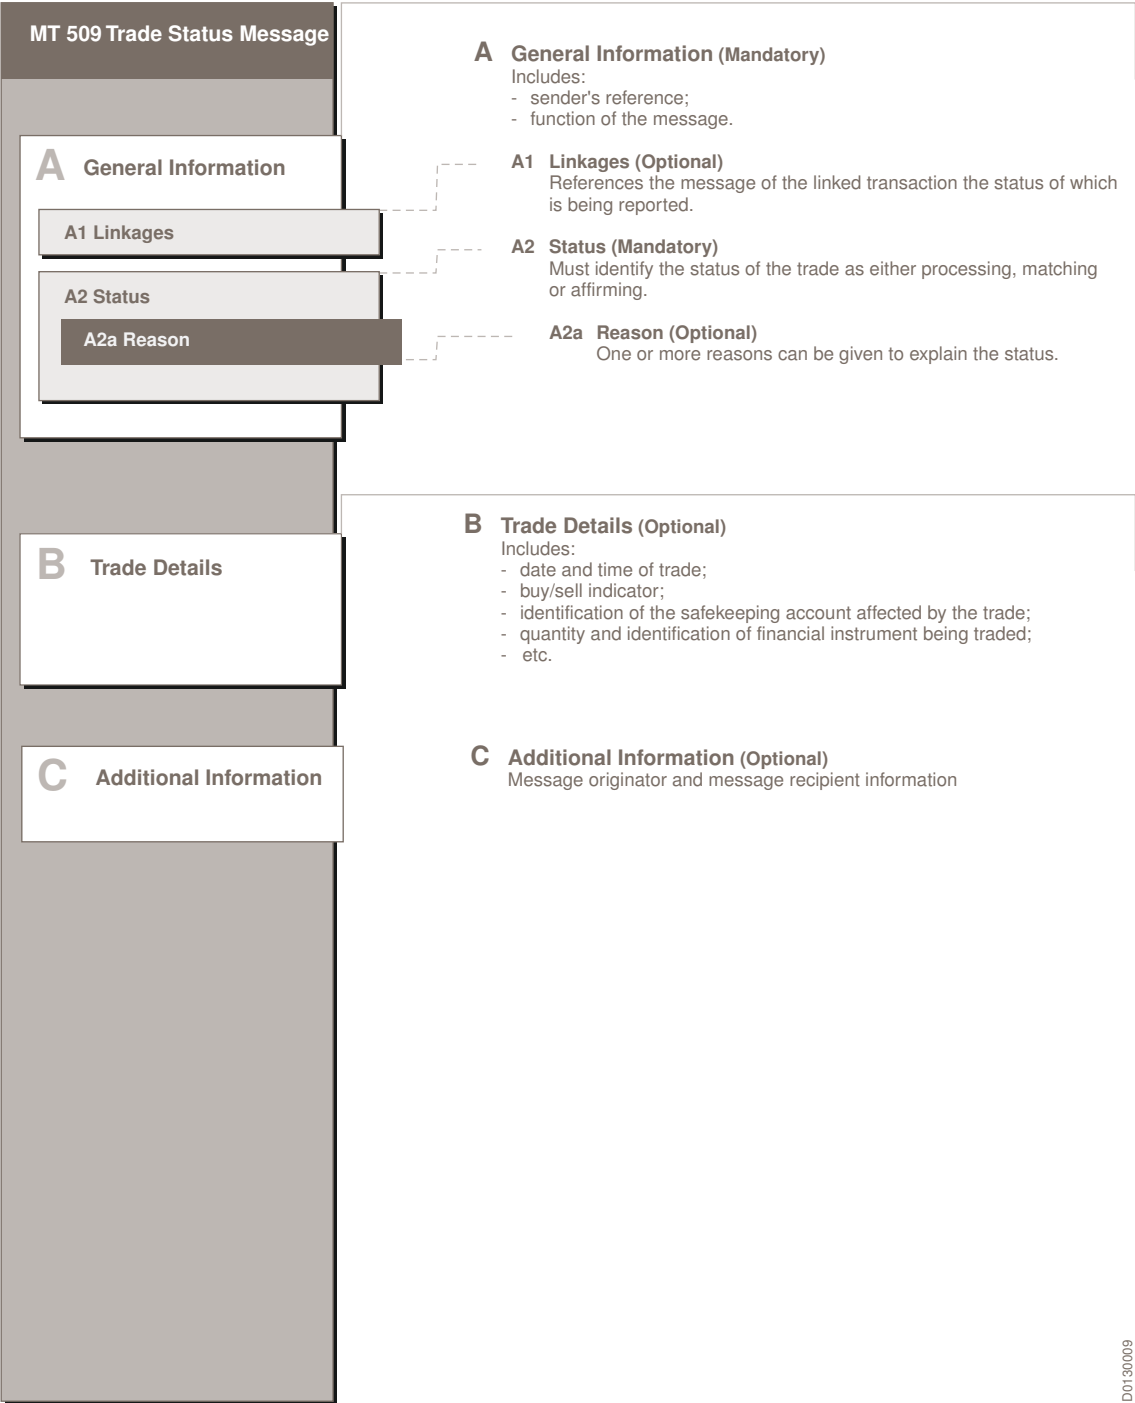 MT 509 Trade Status Message
A General Information
A1 Linkages
A2 Status
A2a Reason
A General Information (Mandatory)
Includes:
- sender's reference;
- function of the message.
A1 Linkages (Optional)
References the message of the linked transaction the status of which
is being reported.
A2 Status (Mandatory)
Must identify the status of the trade as either processing, matching
or affirming.
A2a Reason (Optional)
One or more reasons can be given to explain the status.
B Trade Details
B Trade Details (Optional)
Includes:
- date and time of trade;
- buy/sell indicator;
- identification of the safekeeping account affected by the trade;
- quantity and identification of financial instrument being traded;
- etc.
C Additional Information
C Additional Information (Optional)
Message originator and message recipient information
D0130009